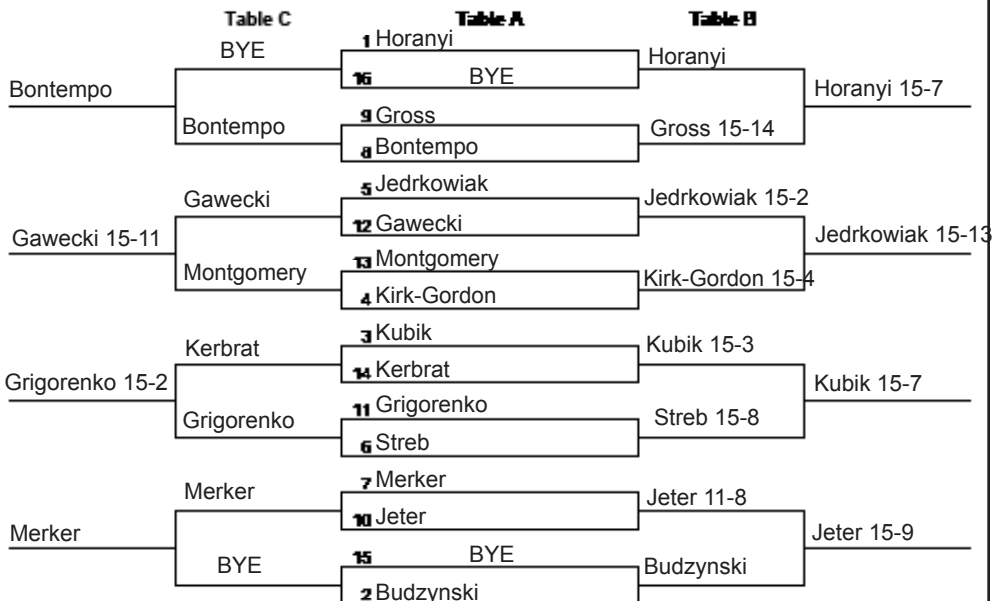 Table C Table A Table B
BYE 1 Horanyi Horanyi
Bontempo 16 BYE Horanyi 15-7
Bontempo 9 Gross Gross 15-14
8 Bontempo
Gawecki 5 Jedrkowiak Jedrkowiak 15-2
Gawecki 15-11 12 Gawecki Jedrkowiak 15-13
Montgomery 13 Montgomery Kirk-Gordon 15-4
4 Kirk-Gordon
Kerbrat 3 Kubik Kubik 15-3
Grigorenko 15-2 14 Kerbrat Kubik 15-7
Grigorenko 11 Grigorenko Streb 15-8
6 Streb
Merker 7 Merker Jeter 11-8
Merker 10 Jeter Jeter 15-9
BYE 15 BYE Budzynski
2 Budzynski